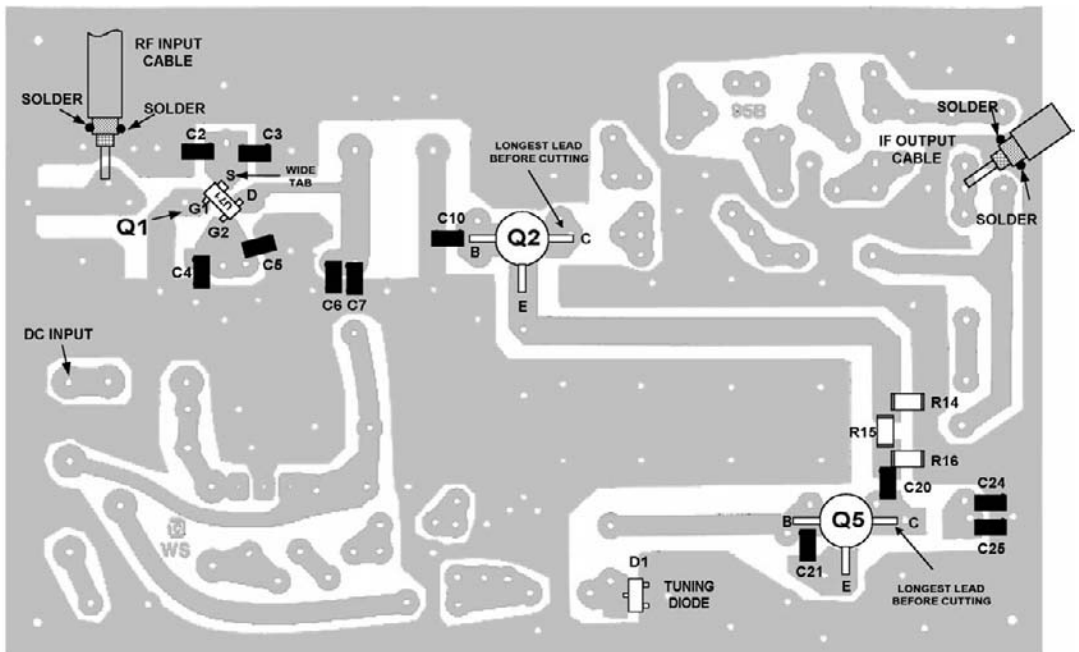 RF INPUT
CABLE
SOLDER
SOLDER
C2
C3
S
WIDE
TAB
D
U71
G1
Q1
G2
C4
C5
C6
C7
C10
LONGEST LEAD
BEFORE CUTTING
B
Q2
C
E
95B
SOLDER
IF OUTPUT
CABLE
SOLDER
DC INPUT
R14
R15
R16
C20
C24
C25
B
Q5
C
C21
E
LONGEST LEAD
BEFORE CUTTING
D1
TUNING
DIODE
WS